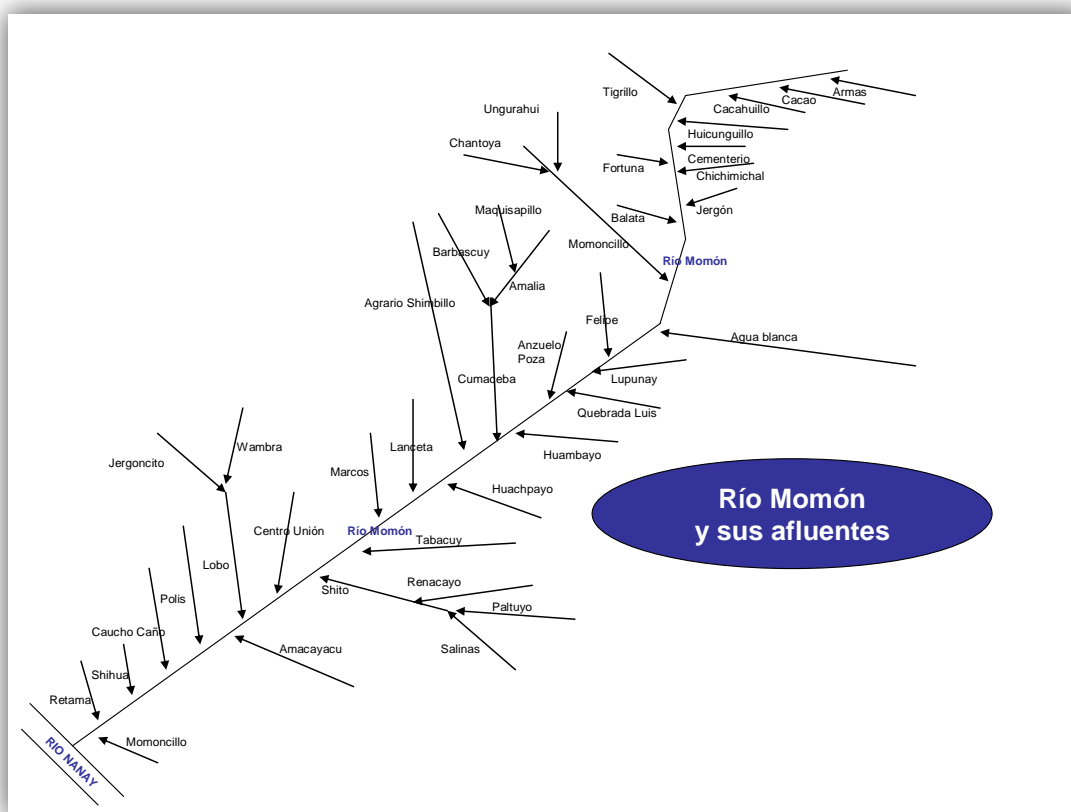 Tigrillo
Armas
Cacao
Cacahuillo
Ungurahui
Huicunguillo
Chantoya
Cementerio
Fortuna
Chichimichal
Maquisapillo
Jergón
Balata
Momoncillo
Barbascuy
Río Momón
Amalia
Agrario Shimbillo
Felipe
Agua blanca
Anzuelo
Poza
Cumaceba
Lupunay
Quebrada Luis
Wambra
Lanceta
Huambayo
Jergoncito
Marcos
Huachpayo
Río Momón
y sus afluentes
Centro Unión
Río Momón
Tabacuy
Lobo
Renacayo
Shito
Polis
Paltuyo
Caucho Caño
Amacayacu
Salinas
Shihua
Retama
Momoncillo
RIO NANAY